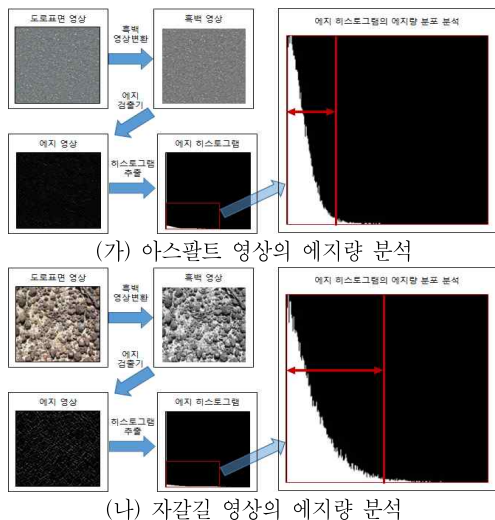 도로표면 영상
흑백 영상
에지 히스토그램의 에지량 분포 분석
흑백
영상변환
에지
검출기
에지 영상
에지 히스토그램
히스토그램
추출
(가) 아스팔트 영상의 에지량 분석
도로표면 영상
흑백 영상
에지 히스토그램의 에지량 분포 분석
흑백
영상변환
에지
검출기
에지 영상
에지 히스토그램
히스토그램
추출
(나) 자갈길 영상의 에지량 분석